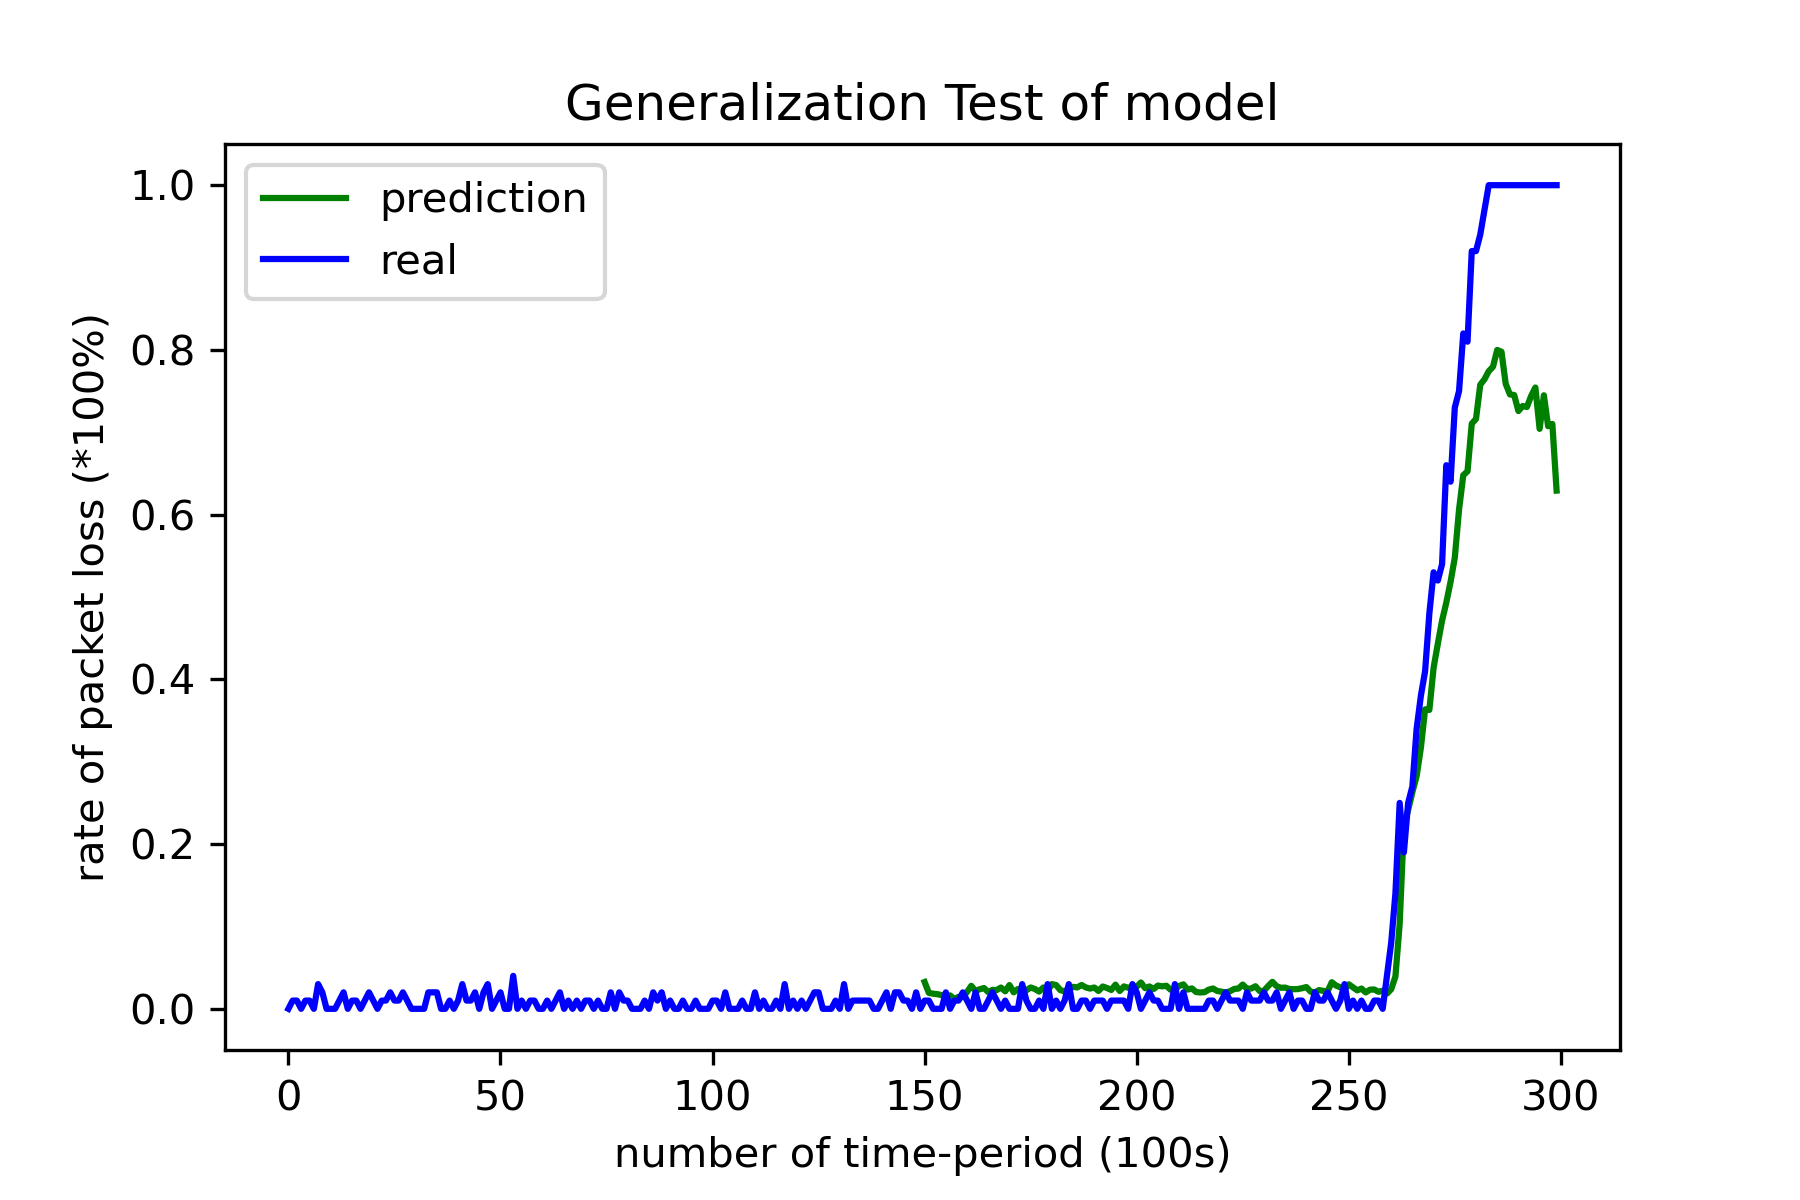 Generalization Test of model
prediction
real
rate of packet loss (*100%)
1.0
0.8
0.6
0.4
0.2
0.0
0 50 100 150 200 250 300
number of time-period (100s)